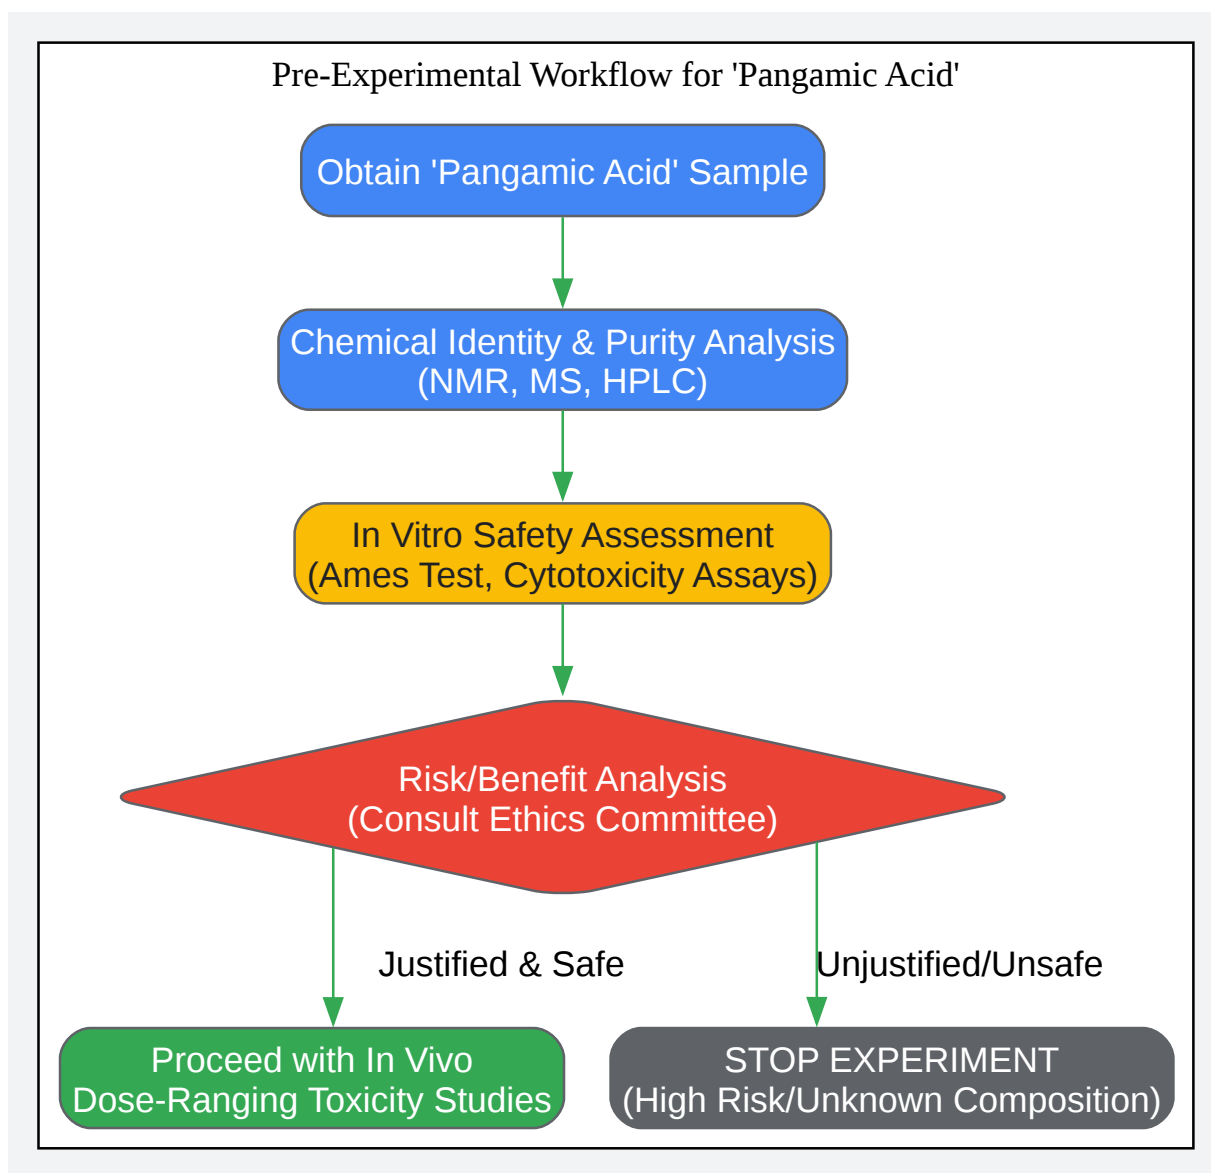 Pre-Experimental Workflow for 'Pangamic Acid'
Obtain 'Pangamic Acid' Sample
Chemical Identity & Purity Analysis
(NMR, MS, HPLC)
In Vitro Safety Assessment
(Ames Test, Cytotoxicity Assays)
Risk/Benefit Analysis
(Consult Ethics Committee)
Justified & Safe
Unjustified/Unsafe
Proceed with In Vivo
Dose-Ranging Toxicity Studies
STOP EXPERIMENT
(High Risk/Unknown Composition)